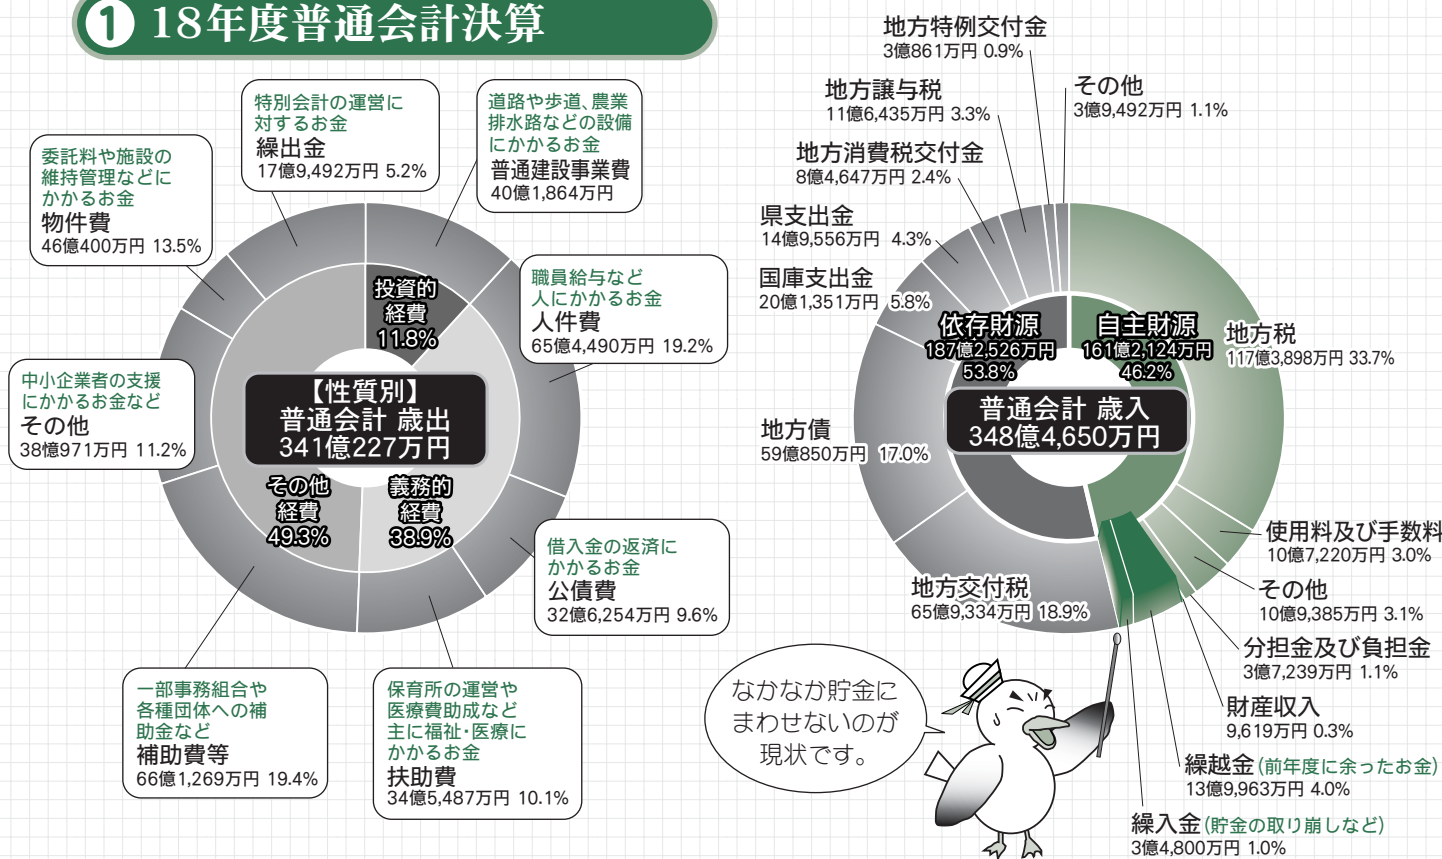 ❶ 18年度普通会計決算
特別会計の運営に
対するお金
繰出金
17億9,492万円 5.2%
道路や歩道、農業
排水路などの設備
にかかるお金
普通建設事業費
40億1,864万円
委託料や施設の
維持管理などに
かかるお金
物件費
46億400万円 13.5%
職員給与など
人にかかるお金
人件費
65億4,490万円 19.2%
中小企業者の支援
にかかるお金など
その他
38億971万円 11.2%
投資的
経費
11.8%
【性質別】
普通会計 歳出
341億227万円
その他
経費
49.3%
義務的
経費
38.9%
借入金の返済に
かかるお金
公債費
32億6,254万円 9.6%
一部事務組合や
各種団体への補
助金など
補助費等
66億1,269万円 19.4%
保育所の運営や
医療費助成など
主に福祉・医療に
かかるお金
扶助費
34億5,487万円 10.1%
地方特例交付金
3億861万円 0.9%
地方譲与税
11億6,435万円 3.3%
その他
3億9,492万円 1.1%
地方消費税交付金
8億4,647万円 2.4%
県支出金
14億9,556万円 4.3%
国庫支出金
20億1,351万円 5.8%
依存財源
187億2,526万円
53.8%
自主財源
161億2,124万円
46.2%
地方税
117億3,898万円 33.7%
普通会計 歳入
348億4,650万円
地方債
59億850万円 17.0%
地方交付税
65億9,334万円 18.9%
使用料及び手数料
10億7,220万円 3.0%
その他
10億9,385万円 3.1%
分担金及び負担金
3億7,239万円 1.1%
財産収入
9,619万円 0.3%
繰越金(前年度に余ったお金)
13億9,963万円 4.0%
繰入金(貯金の取り崩しなど)
3億4,800万円 1.0%
なかなか貯金に
まわせないのが
現状です。